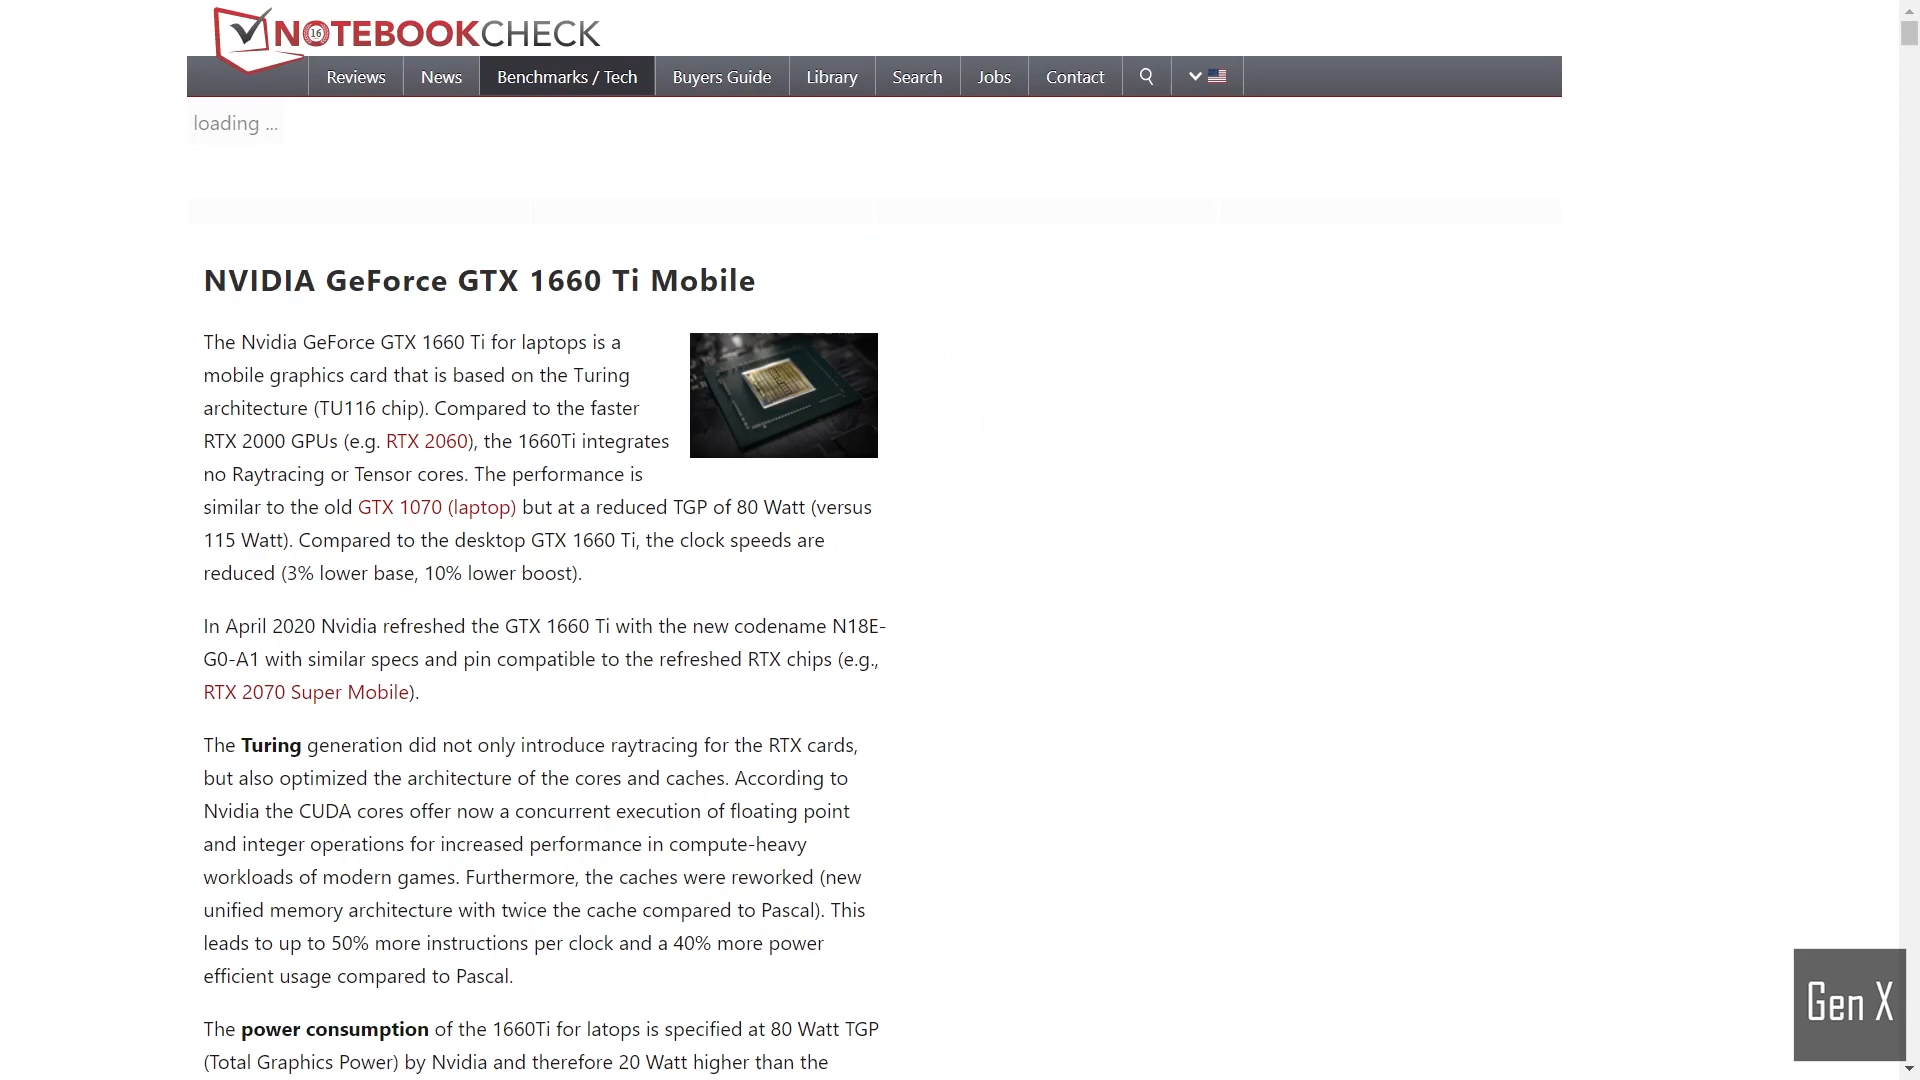 NOTEBOOKCHECK
16
Reviews News Benchmarks / Tech Buyers Guide Library Search Jobs Contact
loading ...
NVIDIA GeForce GTX 1660 Ti Mobile
The Nvidia GeForce GTX 1660 Ti for laptops is a
mobile graphics card that is based on the Turing
architecture (TU116 chip). Compared to the faster
RTX 2000 GPUs (e.g. RTX 2060), the 1660Ti integrates
no Raytracing or Tensor cores. The performance is
similar to the old GTX 1070 (laptop) but at a reduced TGP of 80 Watt (versus
115 Watt). Compared to the desktop GTX 1660 Ti, the clock speeds are
reduced (3% lower base, 10% lower boost).
In April 2020 Nvidia refreshed the GTX 1660 Ti with the new codename N18E-
G0-A1 with similar specs and pin compatible to the refreshed RTX chips (e.g.,
RTX 2070 Super Mobile).
The Turing generation did not only introduce raytracing for the RTX cards,
but also optimized the architecture of the cores and caches. According to
Nvidia the CUDA cores offer now a concurrent execution of floating point
and integer operations for increased performance in compute-heavy
workloads of modern games. Furthermore, the caches were reworked (new
unified memory architecture with twice the cache compared to Pascal). This
leads to up to 50% more instructions per clock and a 40% more power
efficient usage compared to Pascal.
The power consumption of the 1660Ti for latops is specified at 80 Watt TGP
(Total Graphics Power) by Nvidia and therefore 20 Watt higher than the
Gen X